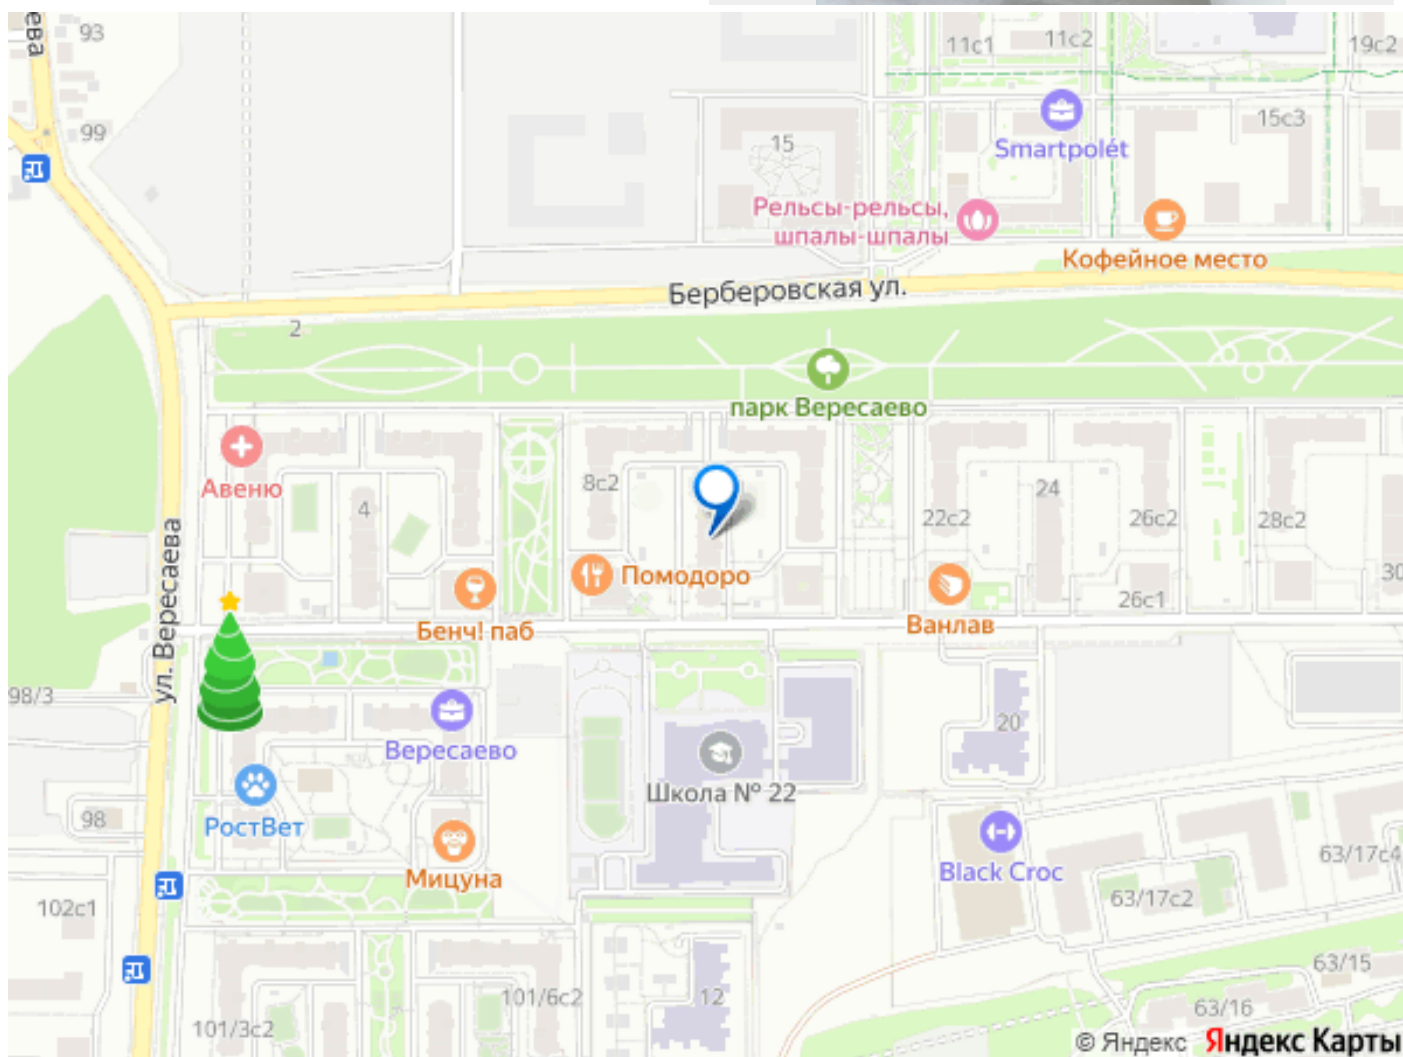 ева
93
11с1
11с2
19с2
99
15
15с3
Smartpolét
Рельсы-рельсы,
шпалы-шпалы
Кофейное место
Берберовская ул.
2
парк Вересаево
Авеню
4
8с2
22с2
24
26с2
28с2
ул. Вересаева
Помодоро
30
26с1
Бенч! паб
Ванлав
98/3
20
Вересаево
Школа № 22
98
РостВет
Мицуна
Black Croc
63/17с4
63/17с2
102с1
63/15
101/6с2
12
63/16
101/3с2
© Яндекс Яндекс Карты